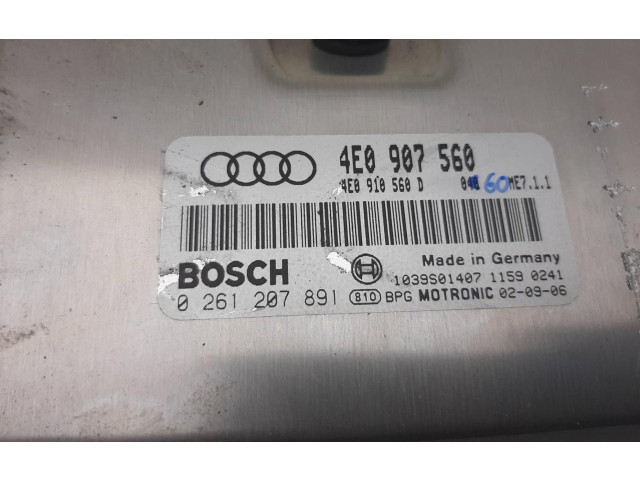 4E0 907 560
4E0 910 560 D 60 ME7.1.1
Made in Germany
BOSCH
1039S01407 1159 0241
0 261 207 891 810 BPG MOTRONIC 02-09-06